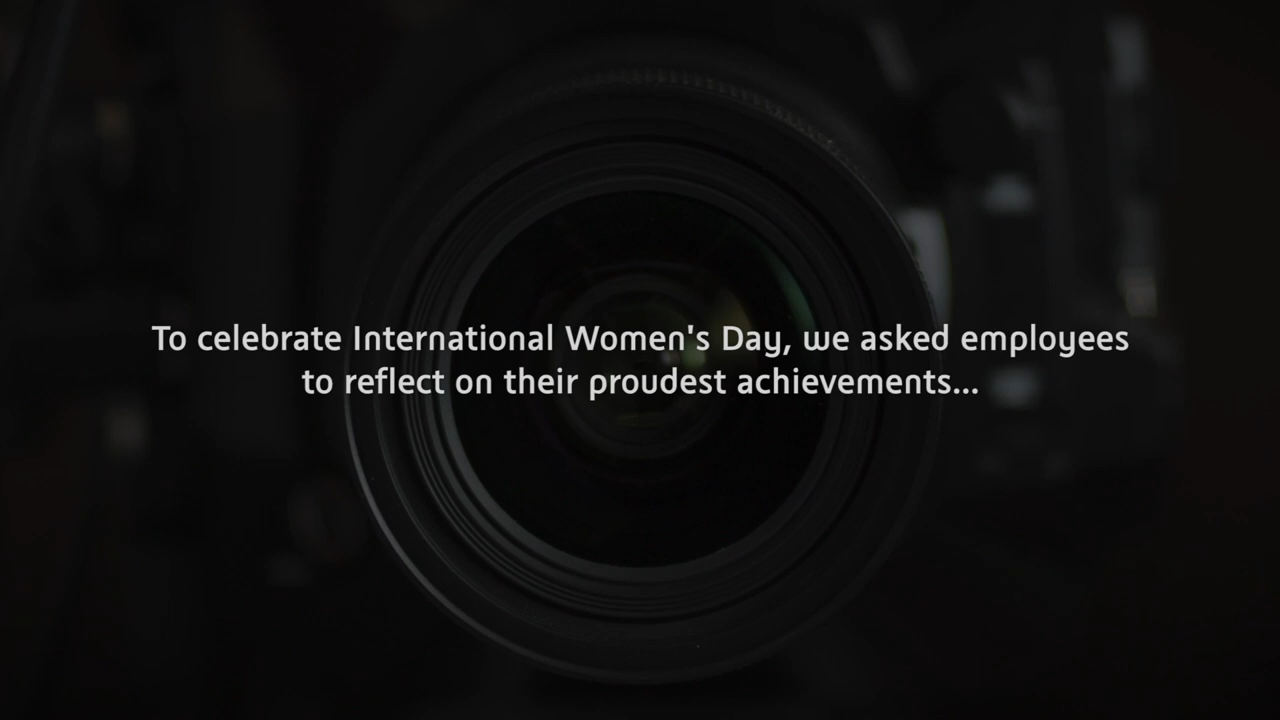 To celebrate International Women's Day, we asked employees
to reflect on their proudest achievements...